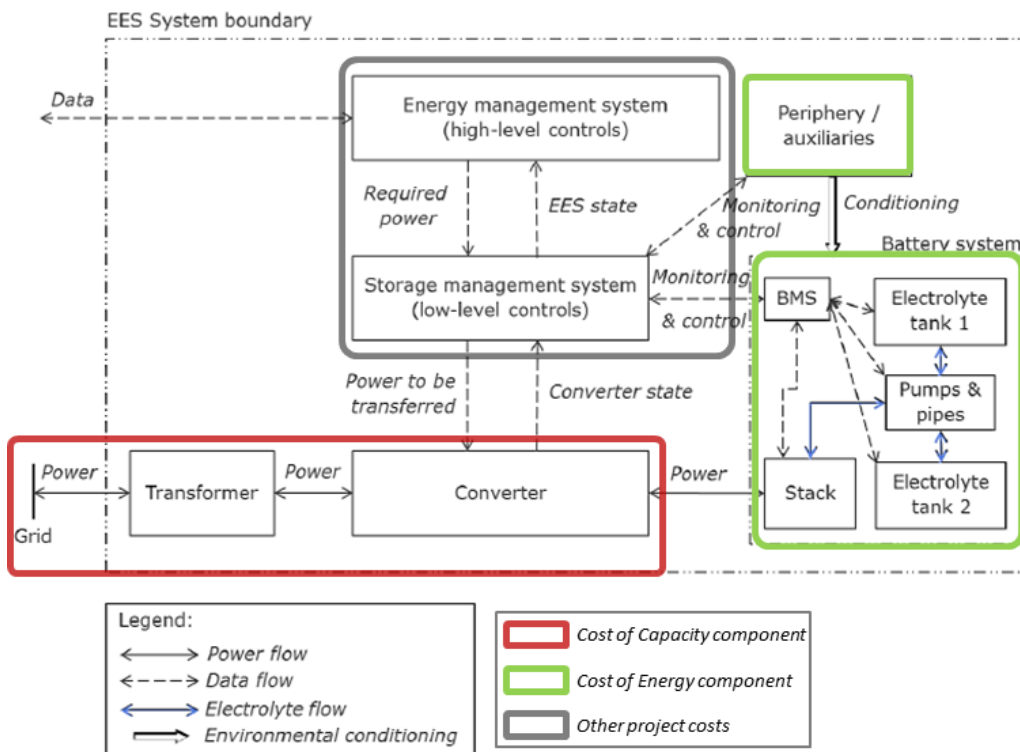 EES System boundary
Data
Energy management system
(high-level controls)
Periphery /
auxiliaries
Required
power
EES state
Monitoring
& control
Conditioning
Battery system
Storage management system
(low-level controls)
Monitoring
& control
BMS
Electrolyte
tank 1
Pumps &
pipes
Power to be
transferred
Converter state
Power
Transformer
Power
Converter
Power
Stack
Electrolyte
tank 2
Grid
Legend:
Power flow
Data flow
Electrolyte flow
Environmental conditioning
Cost of Capacity component
Cost of Energy component
Other project costs